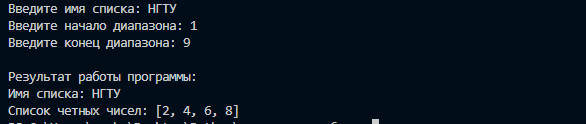 Введите имя списка: НГТУ
Введите начало диапазона: 1
Введите конец диапазона: 9
Результат работы программы:
Имя списка: НГТУ
Список четных чисел: [2, 4, 6, 8]